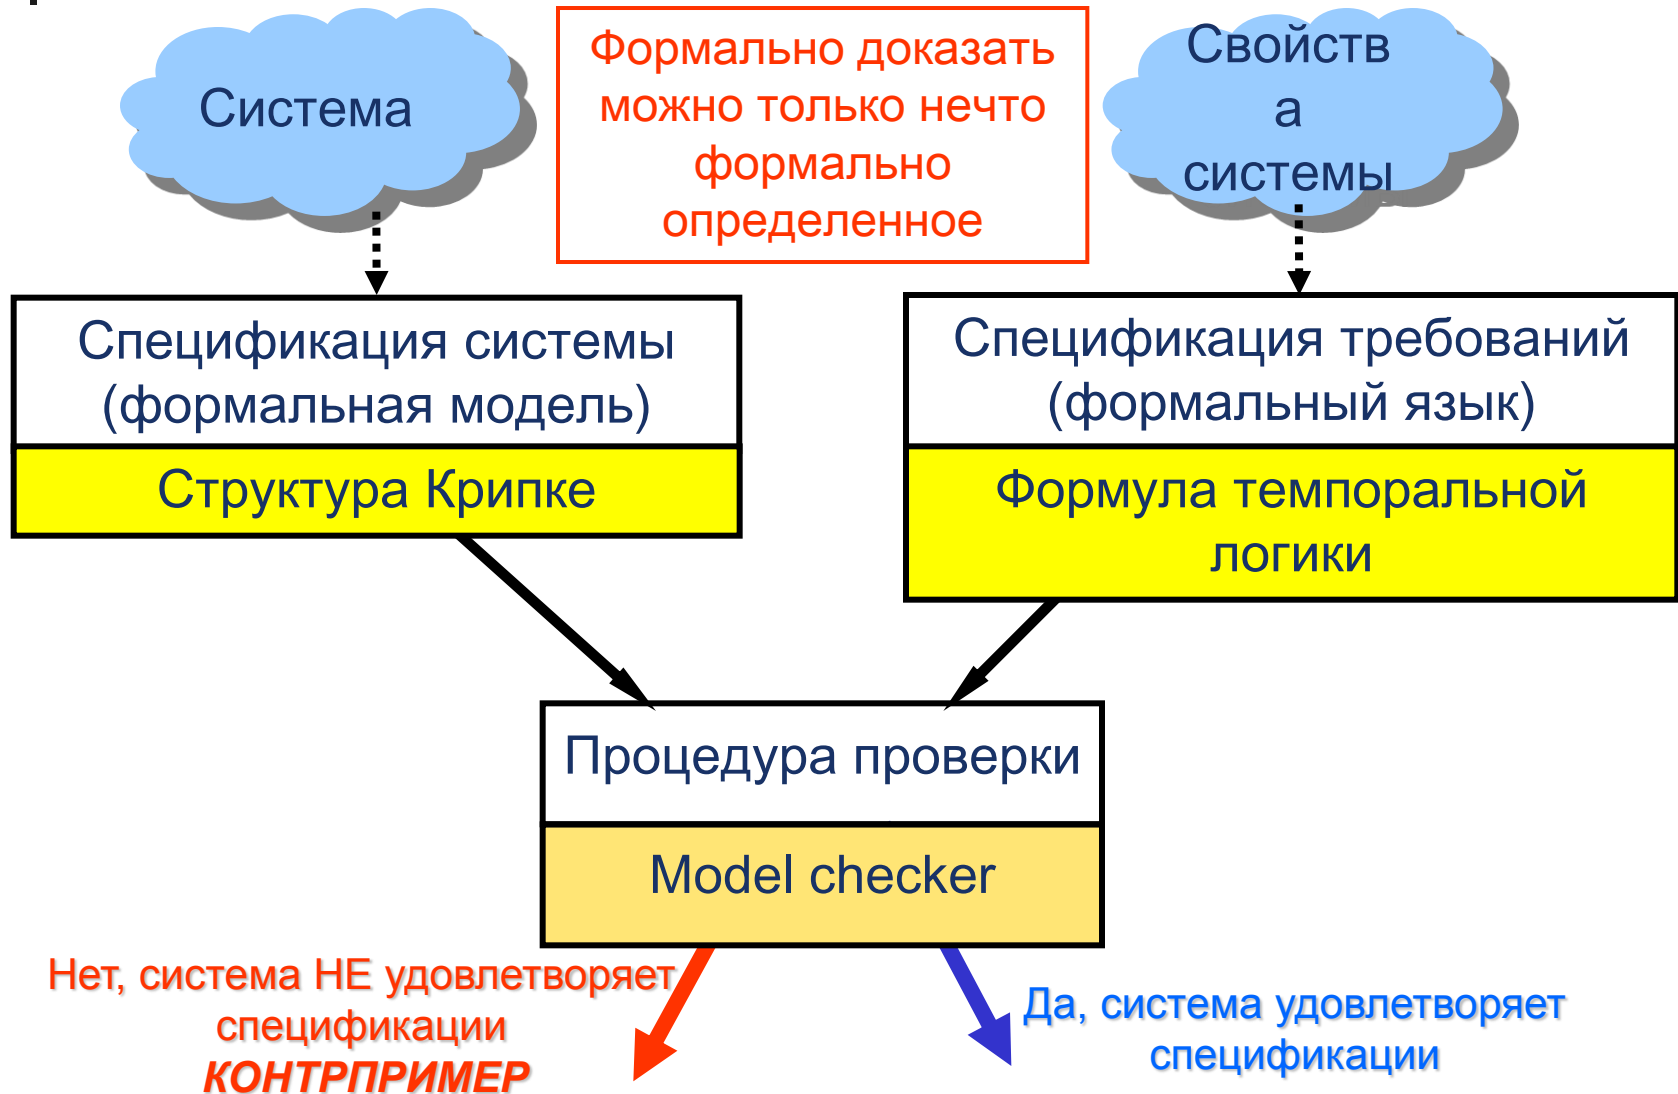 Система
Формально доказать
можно только нечто
формально
определенное
Свойств
а
системы
Спецификация системы
(формальная модель)
Структура Крипке
Спецификация требований
(формальный язык)
Формула темпоральной
логики
Процедура проверки
Model checker
Нет, система НЕ удовлетворяет
спецификации
КОНТРПРИМЕР
Да, система удовлетворяет
спецификации